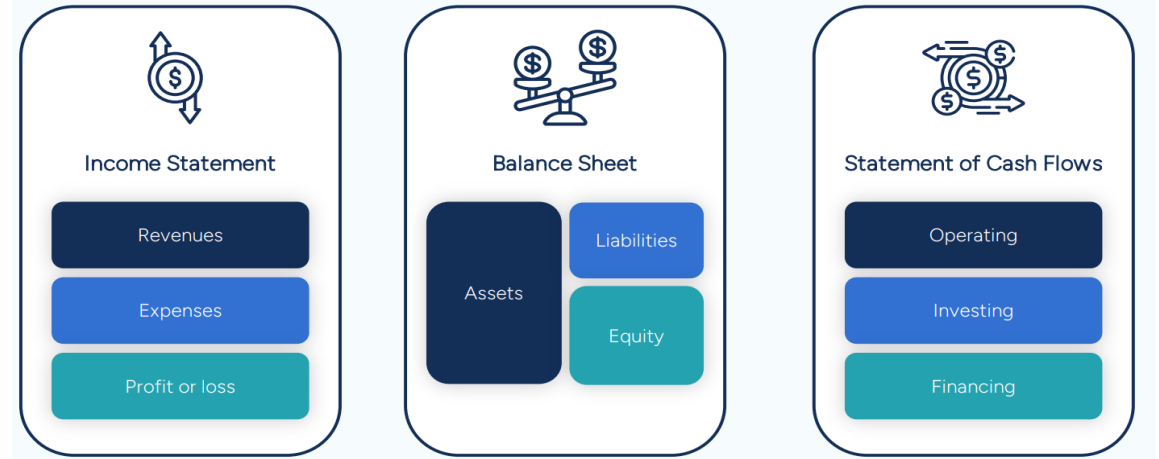 Income Statement
Revenues
Expenses
Profit or loss
Balance Sheet
Assets
Liabilities
Equity
Statement of Cash Flows
Operating
Investing
Financing